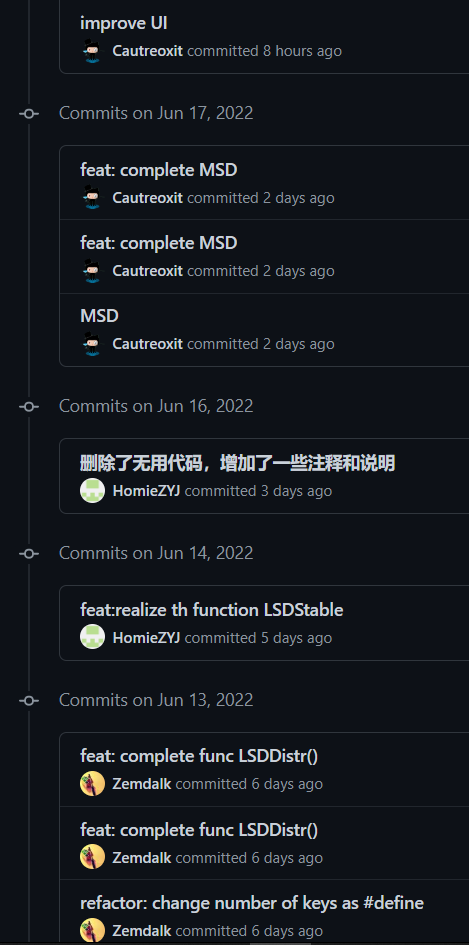 improve UI
Cautreoxit committed 8 hours ago
Commits on Jun 17, 2022
feat: complete MSD
Cautreoxit committed 2 days ago
feat: complete MSD
Cautreoxit committed 2 days ago
MSD
Cautreoxit committed 2 days ago
Commits on Jun 16, 2022
删除了无用代码，增加了一些注释和说明
HomieZYJ committed 3 days ago
Commits on Jun 14, 2022
feat:realize th function LSDStable
HomieZYJ committed 5 days ago
Commits on Jun 13, 2022
feat: complete func LSDDistr()
Zemdalk committed 6 days ago
feat: complete func LSDDistr()
Zemdalk committed 6 days ago
refactor: change number of keys as #define
Zemdalk committed 6 days ago